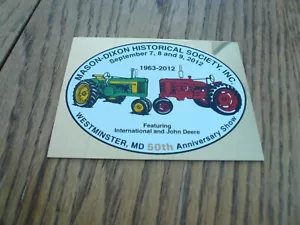 MASON-DIXON HISTORICAL SOCIETY, INC.
September 7, 8 and 9, 2012
1963-2012
Featuring
International and John Deere
WESTMINSTER, MD 50th Anniversary Show